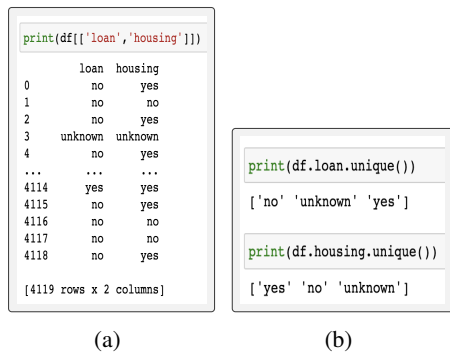 print(df[['loan','housing']])
loan housing
0 no yes
1 no no
2 no yes
3 unknown unknown
4 no yes
... ... ...
4114 yes yes
4115 no yes
4116 no no
4117 no no
4118 no yes
[4119 rows x 2 columns]
(a)
print(df.loan.unique())
['no' 'unknown' 'yes']
print(df.housing.unique())
['yes' 'no' 'unknown']
(b)